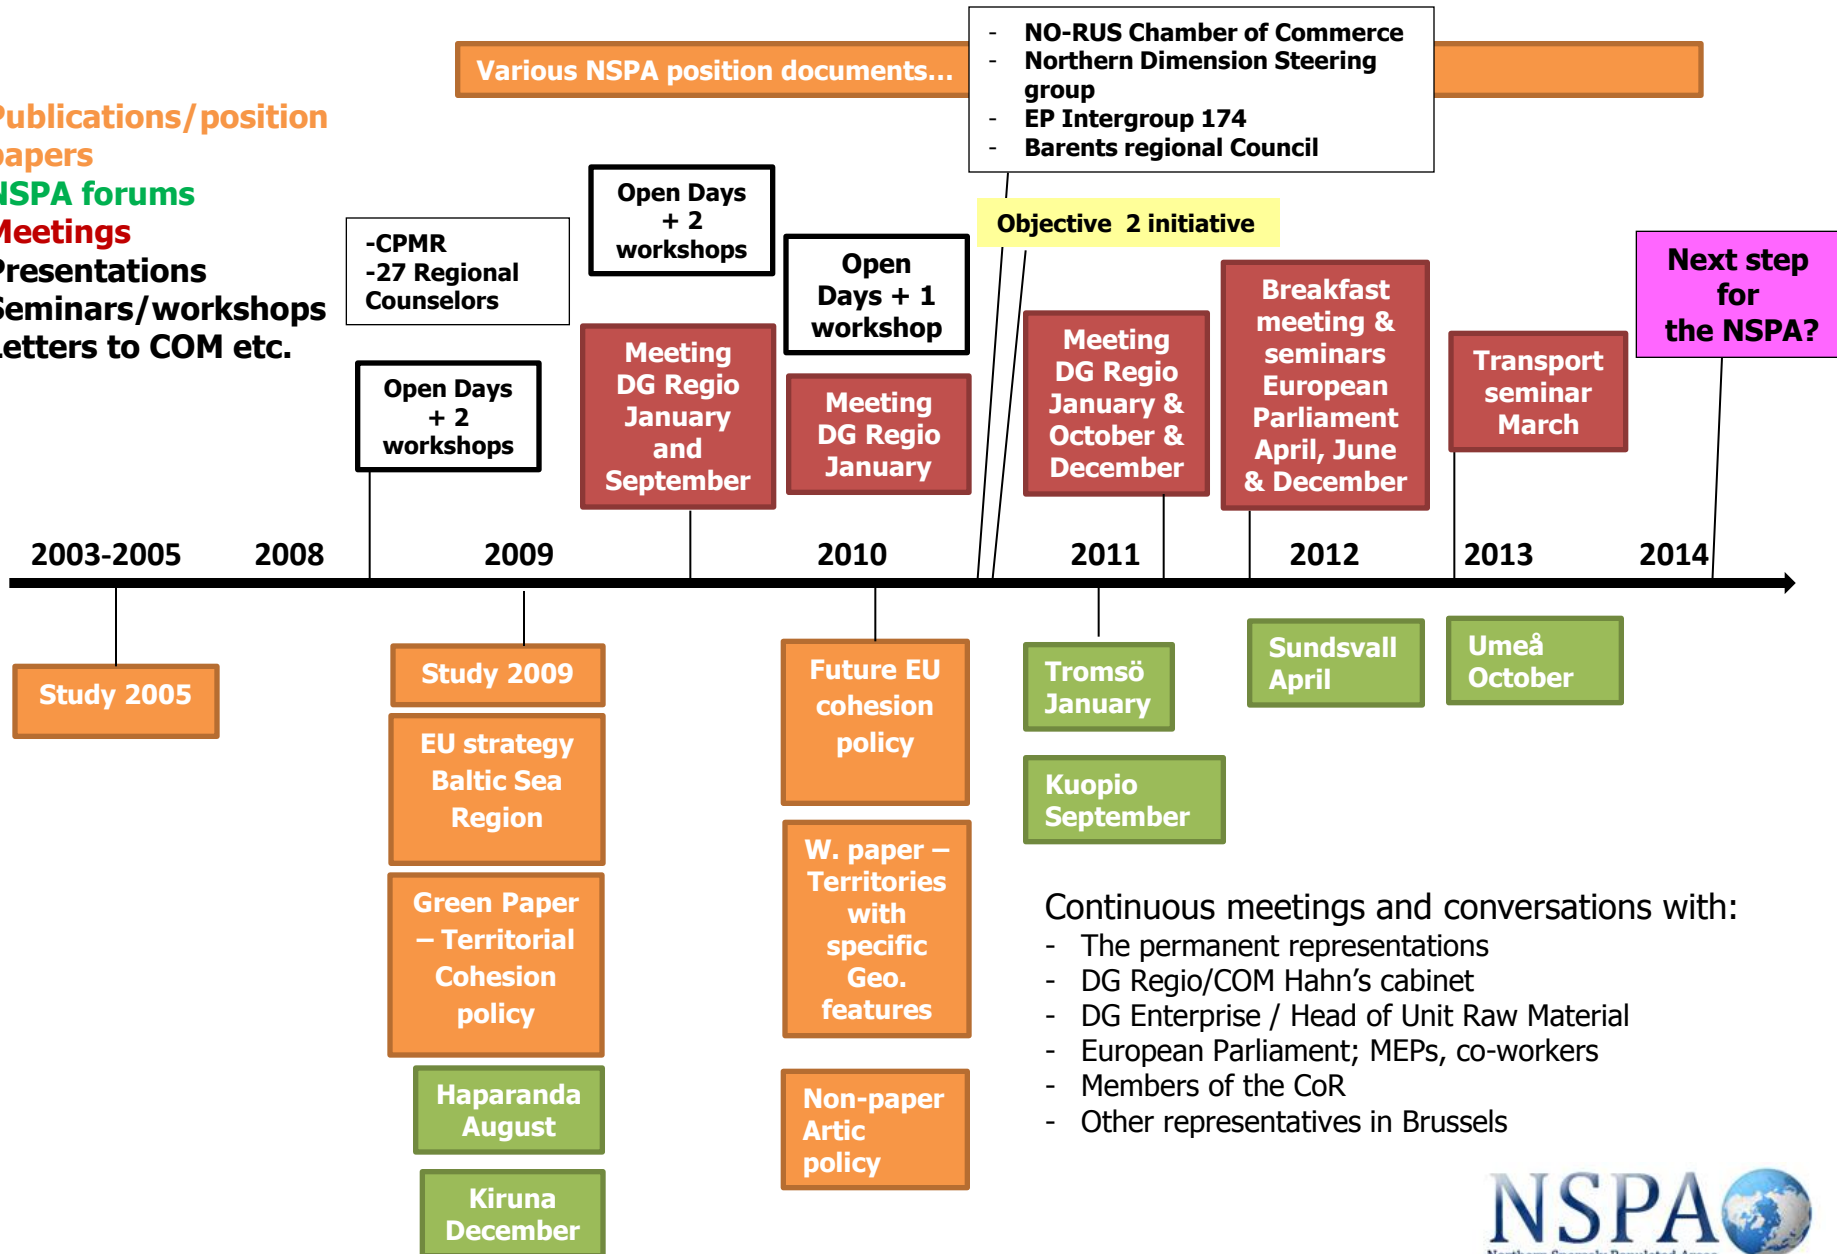 - NO-RUS Chamber of Commerce
- Northern Dimension Steering
group
- EP Intergroup 174
- Barents regional Council
Various NSPA position documents...
Publications/position
papers
NSPA forums
Meetings
Presentations
Seminars/workshops
Letters to COM etc.
-CPMR
-27 Regional
Counselors
Open Days
+ 2
workshops
Open Days
+ 2
workshops
Meeting
DG Regio
January
and
September
Open
Days + 1
workshop
Meeting
DG Regio
January
Objective 2 initiative
Meeting
DG Regio
January &
October &
December
Breakfast
meeting &
seminars
European
Parliament
April, June
& December
Transport
seminar
March
Next step
for
the NSPA?
2003-2005 2008 2009 2010 2011 2012 2013 2014
Study 2005
Study 2009
EU strategy
Baltic Sea
Region
Green Paper
– Territorial
Cohesion
policy
Haparanda
August
Kiruna
December
Future EU
cohesion
policy
W. paper –
Territories
with
specific
Geo.
features
Non-paper
Artic
policy
Tromsö
January
Kuopio
September
Sundsvall
April
Umeå
October
Continuous meetings and conversations with:
- The permanent representations
- DG Regio/COM Hahn's cabinet
- DG Enterprise / Head of Unit Raw Material
- European Parliament; MEPs, co-workers
- Members of the CoR
- Other representatives in Brussels
NSPA
Northern Sparsely Populated Areas